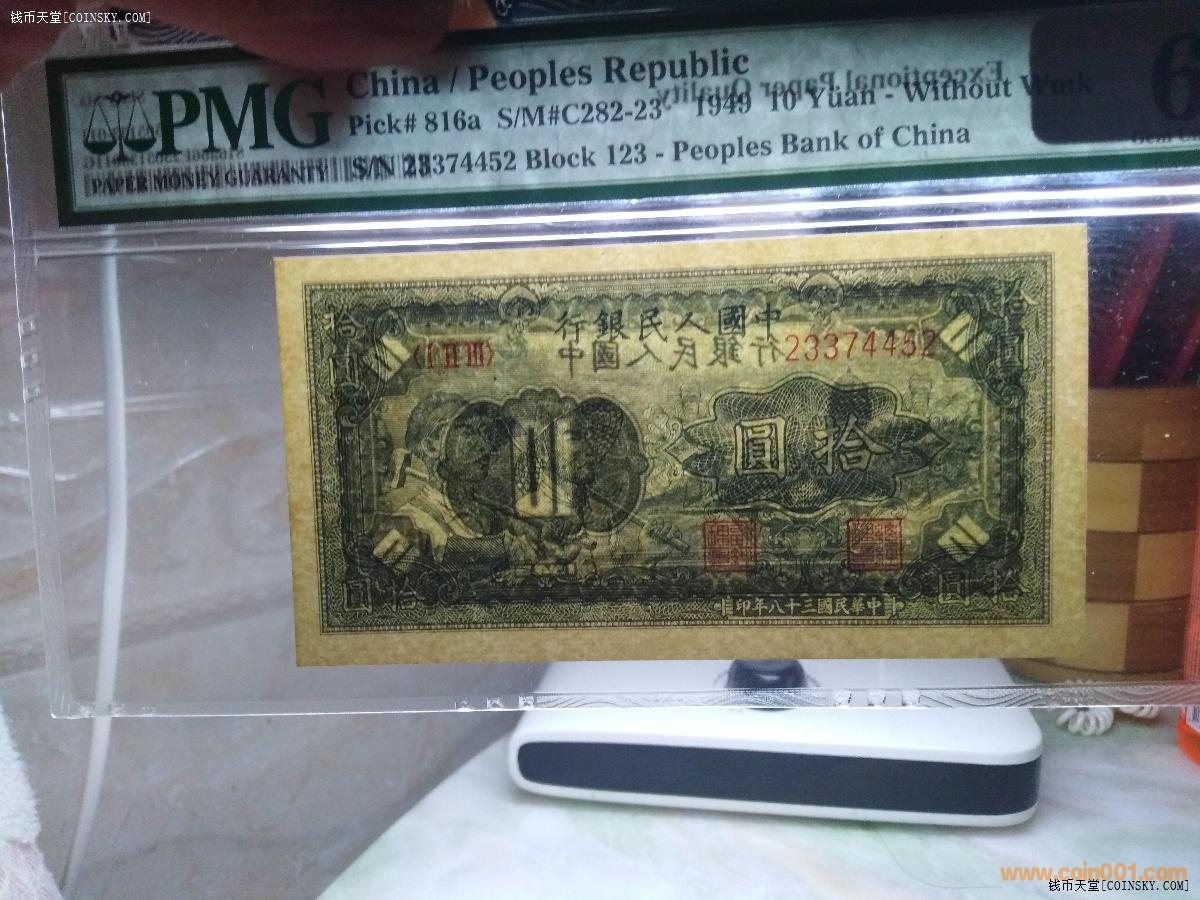 钱币天堂[COINSKY.COM]
PMG
PAPER MONEY GUARANTY
China / Peoples Republic
Pick# 816a S/M#C282-23 1949 10 Yuan - Without Wmk
S/N 23374452 Block 123 - Peoples Bank of China
Exceptional Paper Quality
6
拾圓
拾圓
行銀民人國中
行銀民人國中
〈I II III〉
23374452
圓拾
印年八十三國民華中
圓拾
圓拾
www.coin001.com
钱币天堂[COINSKY.COM]